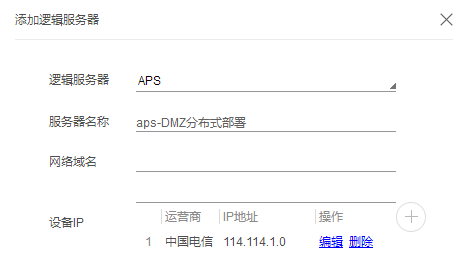 添加逻辑服务器
逻辑服务器 APS
服务器名称 aps-DMZ分布式部署
网络域名
设备IP
运营商 IP地址 操作
1 中国电信 114.114.1.0 编辑 删除